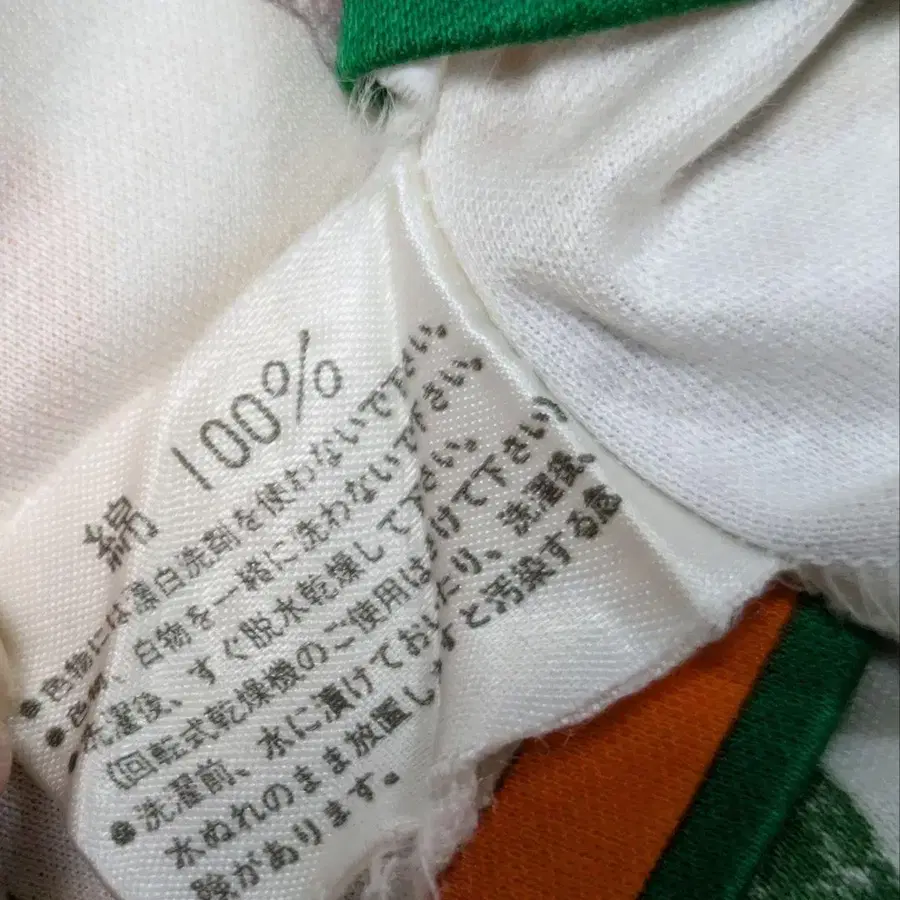 綿 100%
●色物には漂白洗剤を使わないで下さい。
●色物、白物を一緒に洗わないで下さい。
●洗濯後、すぐ脱水乾燥して下さい。
(回転式乾燥機のご使用は避けて下さい)
●洗濯前、水に漬けておいたり、洗濯後、
水ぬれのまま放置しますと汚染する危
険があります。